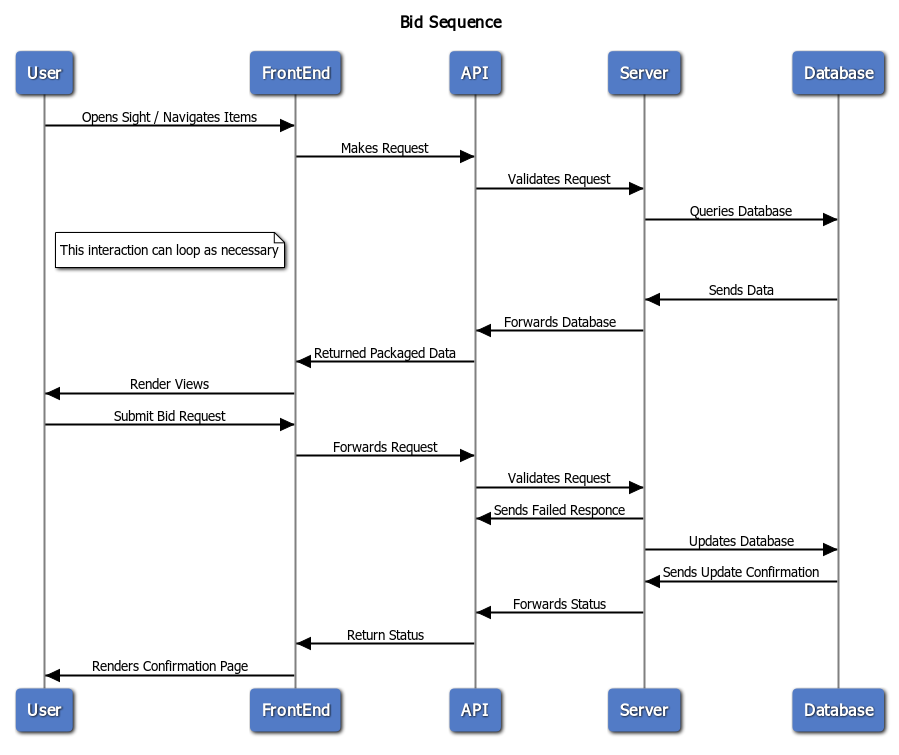 Bid Sequence
User
FrontEnd
API
Server
Database
Opens Sight / Navigates Items
Makes Request
Validates Request
Queries Database
This interaction can loop as necessary
Sends Data
Forwards Database
Returned Packaged Data
Render Views
Submit Bid Request
Forwards Request
Validates Request
Sends Failed Responce
Updates Database
Sends Update Confirmation
Forwards Status
Return Status
Renders Confirmation Page
User
FrontEnd
API
Server
Database